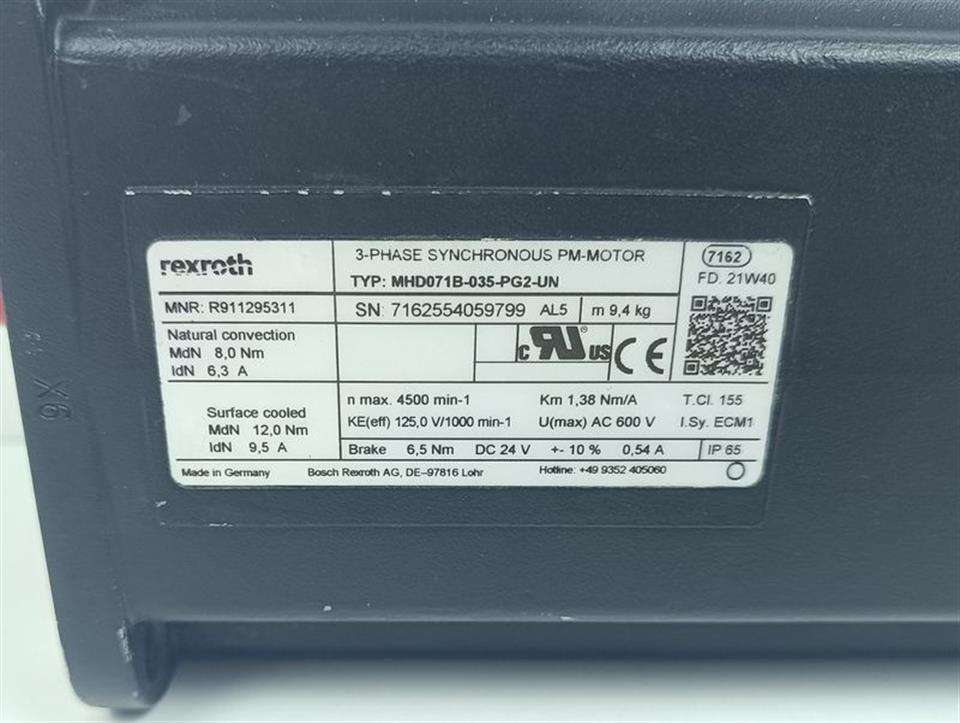 rexroth
3-PHASE SYNCHRONOUS PM-MOTOR
TYP: MHD071B-035-PG2-UN
7162
FD. 21W40
MNR: R911295311
SN: 7162554059799 AL5 m 9,4 kg
Natural convection
MdN 8,0 Nm
IdN 6,3 A
c RU ® US CE
Surface cooled
MdN 12,0 Nm
IdN 9,5 A
n max. 4500 min-1 Km 1,38 Nm/A T.Cl. 155
KE(eff) 125,0 V/1000 min-1 U(max) AC 600 V I.Sy. ECM1
Brake 6,5 Nm DC 24 V +- 10 % 0,54 A IP 65
Made in Germany Bosch Rexroth AG, DE-97816 Lohr Hotline: +49 9352 405060